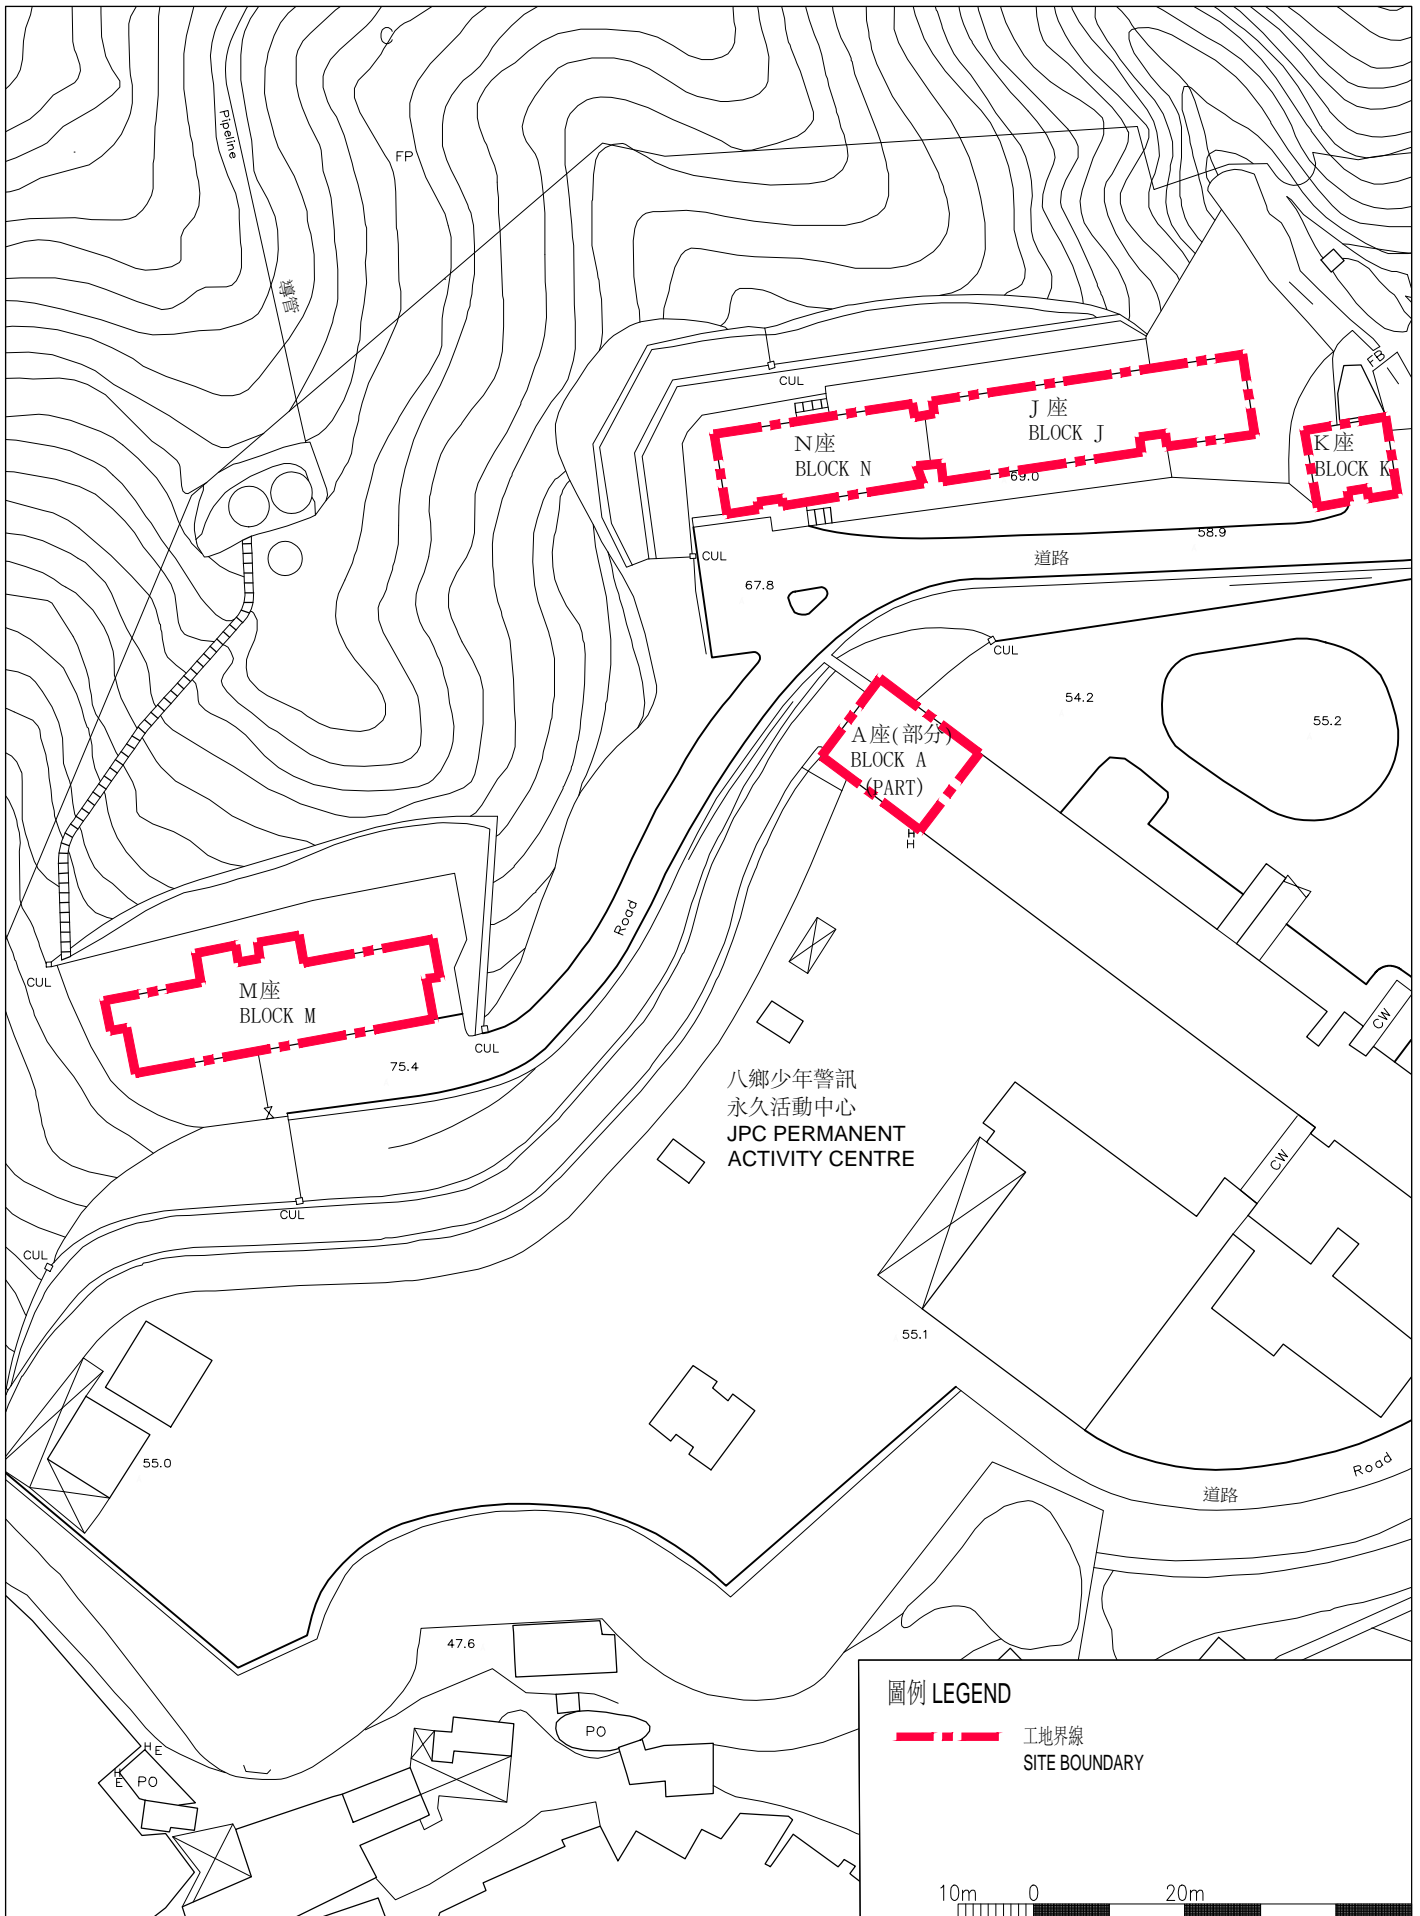 Pipeline
FP
導管
CUL
J座
BLOCK J
N座
BLOCK N
K座
BLOCK K
FB
69.0
58.9
道路
CUL
67.8
CUL
54.2
55.2
A座(部分)
BLOCK A
(PART)
H
H
Road
CUL
M座
BLOCK M
CUL
75.4
CW
八鄉少年警訊
永久活動中心
JPC PERMANENT
ACTIVITY CENTRE
CW
CUL
CUL
55.1
55.0
Road
道路
47.6
PO
H
E
H
E
PO
圖例 LEGEND
工地界線
SITE BOUNDARY
10m 0 20m